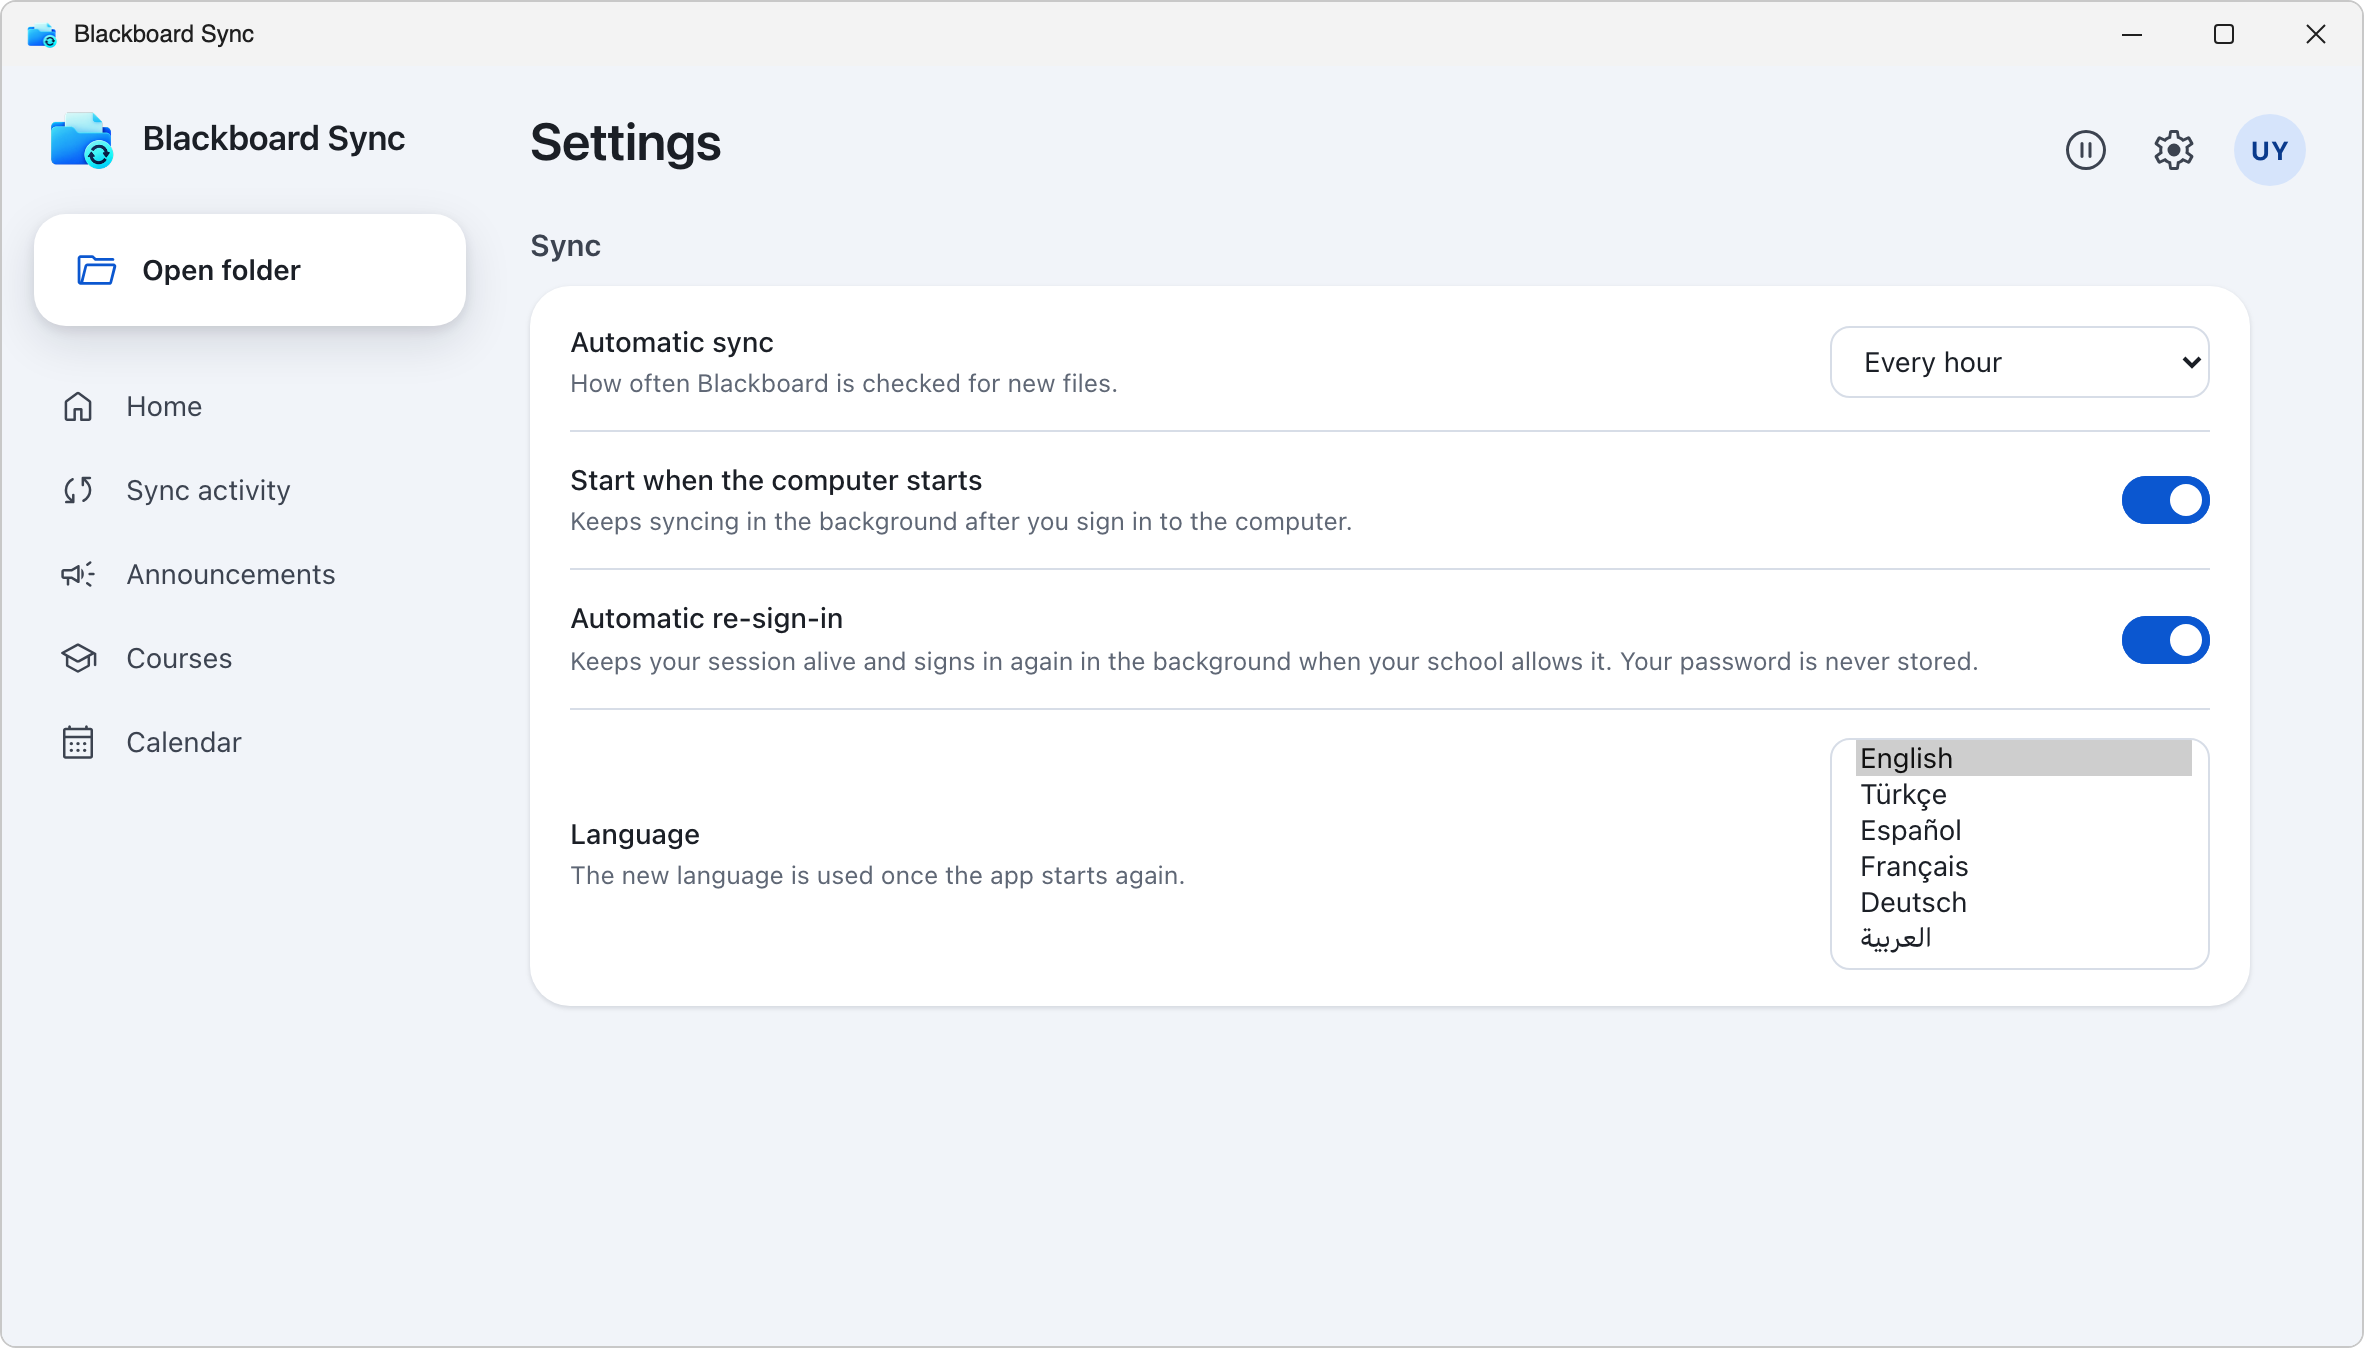 Blackboard Sync
Blackboard Sync
Open folder
Home
Sync activity
Announcements
Courses
Calendar
Settings
UY
Sync
Automatic sync
How often Blackboard is checked for new files.
Every hour
Start when the computer starts
Keeps syncing in the background after you sign in to the computer.
Automatic re-sign-in
Keeps your session alive and signs in again in the background when your school allows it. Your password is never stored.
Language
The new language is used once the app starts again.
English
Türkçe
Español
Français
Deutsch
العربية